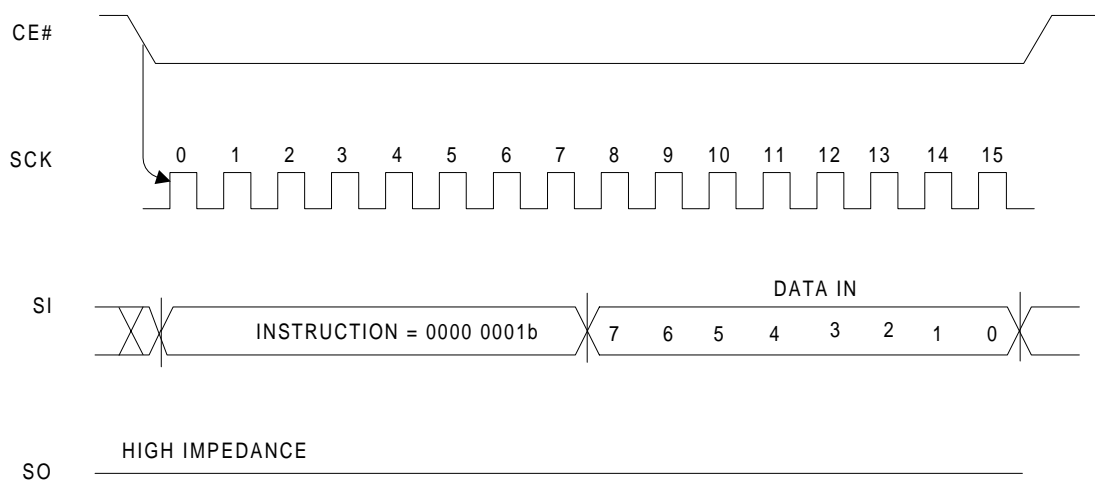 CE#
SCK
0 1 2 3 4 5 6 7 8 9 10 11 12 13 14 15
SI
DATA IN
INSTRUCTION = 0000 0001b
7 6 5 4 3 2 1 0
HIGH IMPEDANCE
SO